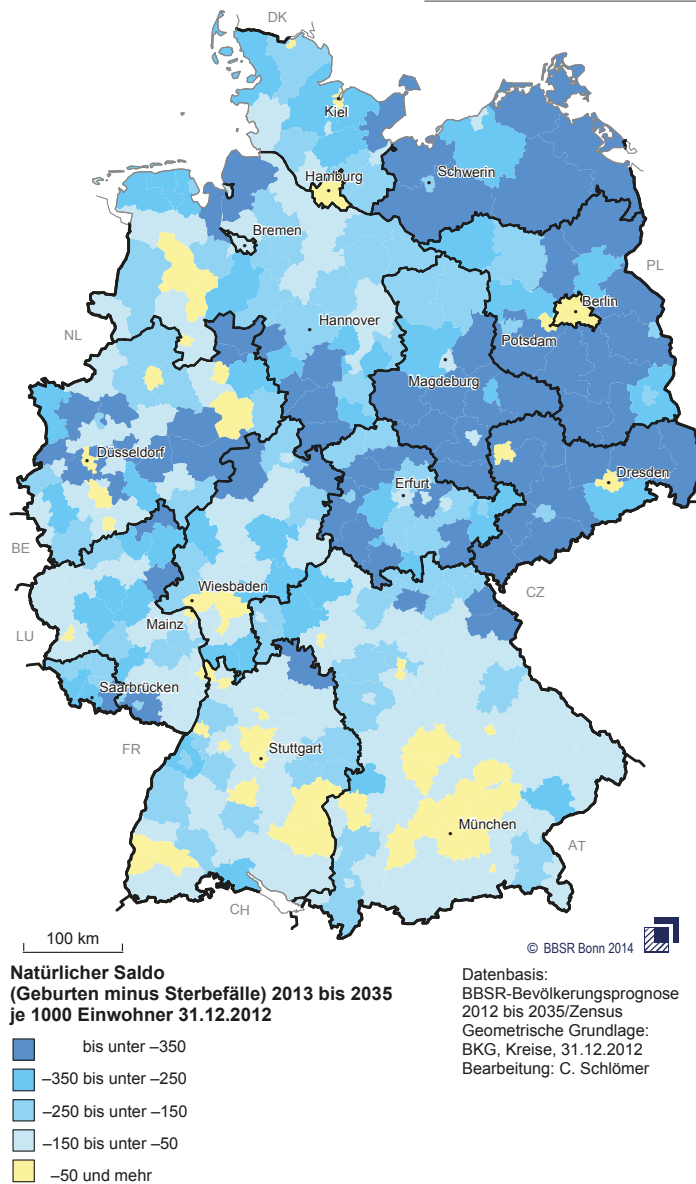 DK
Kiel
Schwerin
Hamburg
Bremen
PL
Berlin
NL
Hannover
Potsdam
Magdeburg
Düsseldorf
Dresden
Erfurt
BE
Wiesbaden
CZ
LU
Mainz
Saarbrücken
FR
Stuttgart
München
AT
CH
100 km
© BBSR Bonn 2014
Natürlicher Saldo
(Geburten minus Sterbefälle) 2013 bis 2035
je 1000 Einwohner 31.12.2012
bis unter –350
–350 bis unter –250
–250 bis unter –150
–150 bis unter –50
–50 und mehr
Datenbasis:
BBSR-Bevölkerungsprognose
2012 bis 2035/Zensus
Geometrische Grundlage:
BKG, Kreise, 31.12.2012
Bearbeitung: C. Schlömer